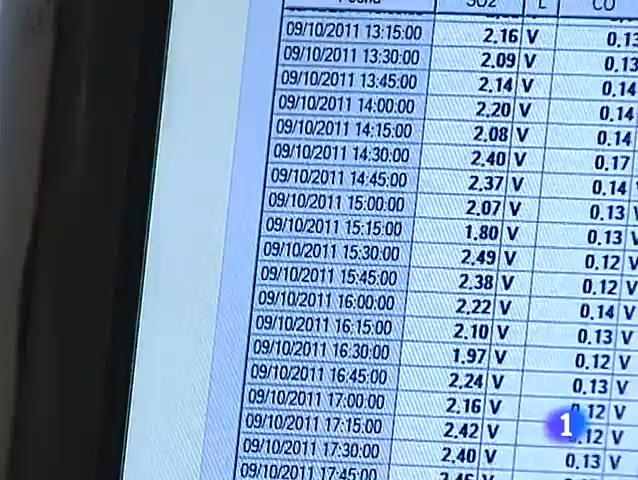 SO2 L CO
09/10/2011 13:15:00 2.16 V 0.13
09/10/2011 13:30:00 2.09 V 0.13
09/10/2011 13:45:00 2.14 V 0.14
09/10/2011 14:00:00 2.20 V 0.14
09/10/2011 14:15:00 2.08 V 0.14
09/10/2011 14:30:00 2.40 V 0.17
09/10/2011 14:45:00 2.37 V 0.14
09/10/2011 15:00:00 2.07 V 0.13
09/10/2011 15:15:00 1.80 V 0.13 V
09/10/2011 15:30:00 2.49 V 0.12 V
09/10/2011 15:45:00 2.38 V 0.12 V
09/10/2011 16:00:00 2.22 V 0.14 V
09/10/2011 16:15:00 2.10 V 0.13 V
09/10/2011 16:30:00 1.97 V 0.12 V
09/10/2011 16:45:00 2.24 V 0.13 V
09/10/2011 17:00:00 2.16 V 0.12 V
09/10/2011 17:15:00 2.42 V .12 V
09/10/2011 17:30:00 2.40 V 0.13 V
09/10/2011 17:45:00
1